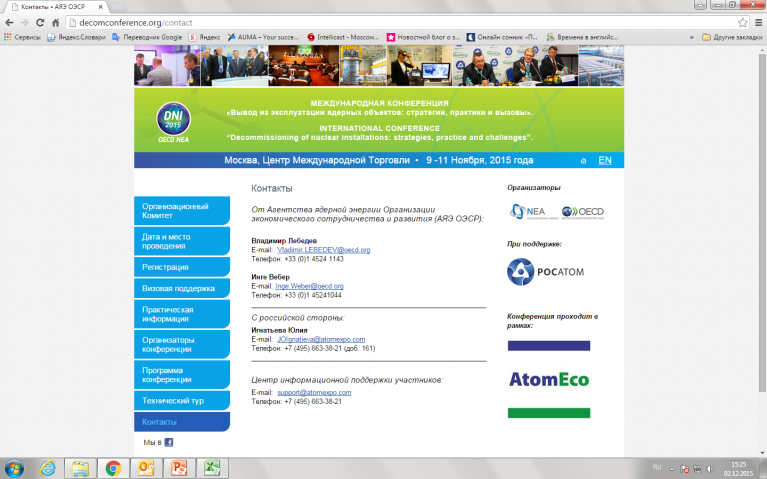 Контакты • АЯЭ ОЭСР
decomconference.org/contact
Сервисы
Яндекс.Словари
Переводчик Google
Яндекс
AUMA – Your succe...
Intellicast - Moscow...
Новостной блог о з...
Онлайн сонник «П...
Времена в английс...
»
Другие закладки
DNI
2015
OECD NEA
МЕЖДУНАРОДНАЯ КОНФЕРЕНЦИЯ
«Вывод из эксплуатации ядерных объектов: стратегии, практики и вызовы».
INTERNATIONAL CONFERENCE
"Decommissioning of nuclear installations: strategies, practice and challenges".
Москва, Центр Международной Торговли • 9 -11 Ноября, 2015 года
EN
Организационный
Комитет
Дата и место
проведения
Регистрация
Визовая поддержка
Практическая
информация
Организаторы
конференции
Программа
конференции
Технический тур
Контакты
Мы в
Контакты
От Агентства ядерной энергии Организации
экономического сотрудничества и развития (АЯЭ ОЭСР):
Владимир Лебедев
E-mail: Vladimir.LEBEDEV@oecd.org
Телефон: +33 (0)1 4524 1143
Инге Вебер
E-mail: Inge.Weber@oecd.org
Телефон: +33 (0)1 45241044
С российской стороны:
Игнатьева Юлия
E-mail: JOIgnatieva@atomexpo.com
Телефон: +7 (495) 663-38-21 (доб. 161)
Центр информационной поддержки участников:
E-mail: support@atomexpo.com
Телефон: +7 (495) 663-38-21
Организаторы
NEA
OECD
При поддержке:
РОСАТОМ
Конференция проходит в
рамках:
AtomEco
RU
15:25
02.12.2015